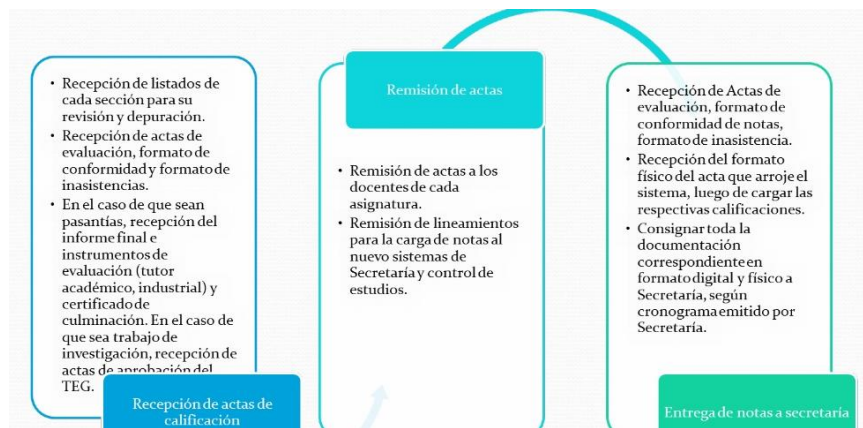 • Recepción de listados de
cada sección para su
revisión y depuración.
• Recepción de actas de
evaluación, formato de
conformidad y formato de
inasistencias.
• En el caso de que sean
pasantías, recepción del
informe final e
instrumentos de
evaluación (tutor
académico, industrial) y
certificado de
culminación. En el caso de
que sea trabajo de
investigación, recepción de
actas de aprobación del
TEG.
Recepción de actas de
calificación
Remisión de actas
• Remisión de actas a los
docentes de cada
asignatura.
• Remisión de lineamientos
para la carga de notas al
nuevo sistemas de
Secretaría y control de
estudios.
• Recepción de Actas de
evaluación, formato de
conformidad de notas,
formato de inasistencia.
• Recepción del formato
físico del acta que arroje el
sistema, luego de cargar las
respectivas calificaciones.
• Consignar toda la
documentación
correspondiente en
formato digital y físico a
Secretaría, según
cronograma emitido por
Secretaría.
Entrega de notas a secretaría